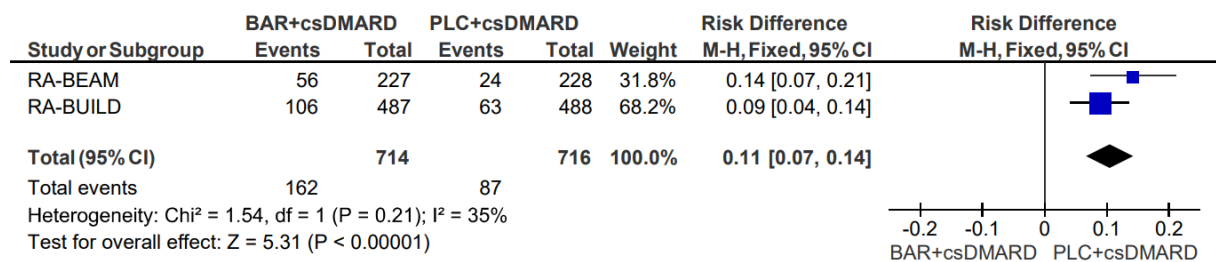 BAR+csDMARD PLC+csDMARD Risk Difference Risk Difference
Study or Subgroup Events Total Events Total Weight M-H, Fixed, 95% CI M-H, Fixed, 95% CI
RA-BEAM 56 227 24 228 31.8% 0.14 [0.07, 0.21]
RA-BUILD 106 487 63 488 68.2% 0.09 [0.04, 0.14]
Total (95% CI) 714 716 100.0% 0.11 [0.07, 0.14]
Total events 162 87
Heterogeneity: Chi² = 1.54, df = 1 (P = 0.21); I² = 35%
Test for overall effect: Z = 5.31 (P < 0.00001)
-0.2 -0.1 0 0.1 0.2
BAR+csDMARD PLC+csDMARD